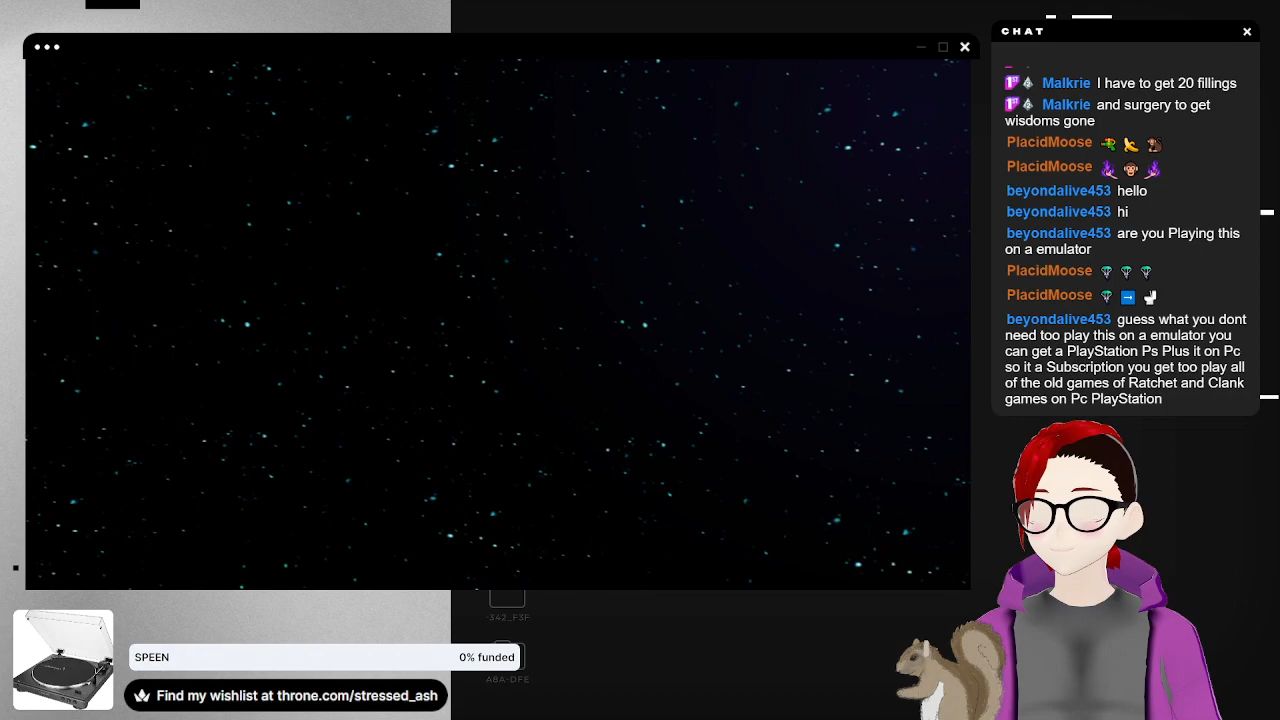 CHAT
Malkrie I have to get 20 fillings
Malkrie and surgery to get
wisdoms gone
PlacidMoose
PlacidMoose
beyondalive453 hello
beyondalive453 hi
beyondalive453 are you Playing this
on a emulator
PlacidMoose
PlacidMoose
beyondalive453 guess what you dont
need too play this on a emulator you
can get a PlayStation Ps Plus it on Pc
so it a Subscription you get too play all
of the old games of Ratchet and Clank
games on Pc PlayStation
-342_F3F
SPEEN 0% funded
A8A-DFE
Find my wishlist at throne.com/stressed_ash